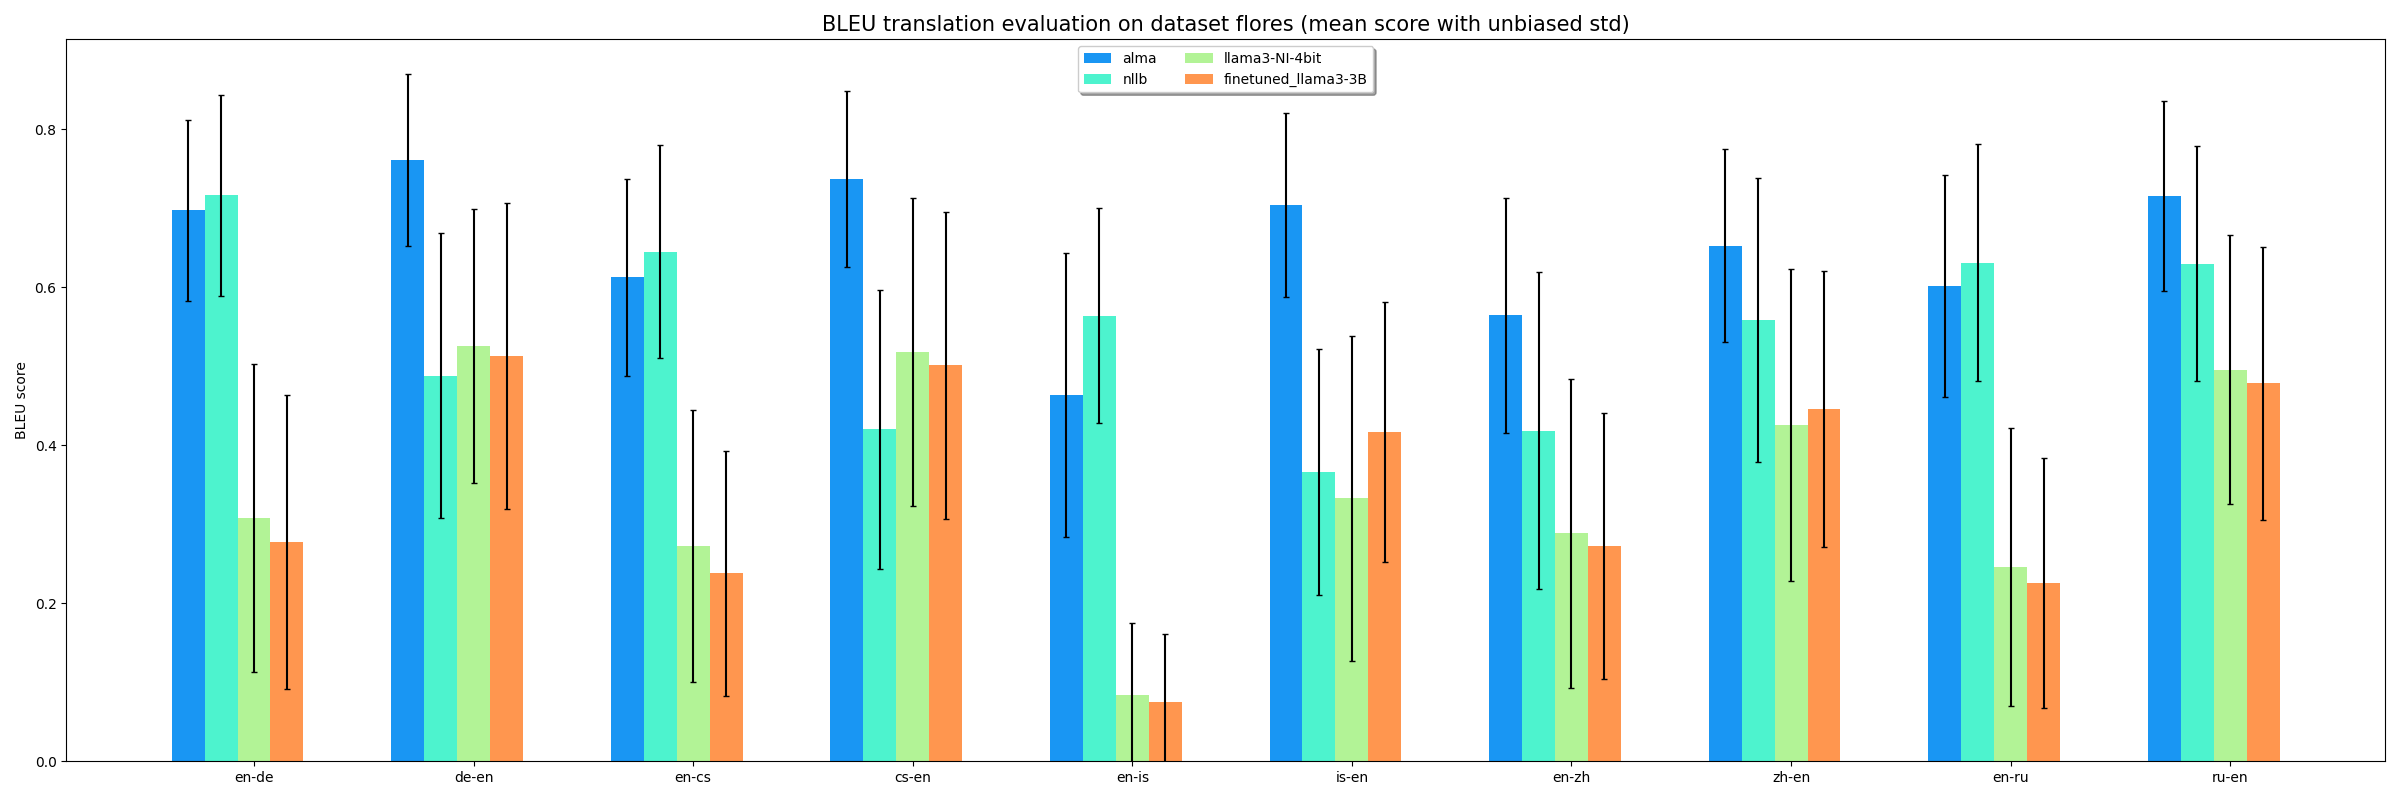 BLEU translation evaluation on dataset flores (mean score with unbiased std)
alma
nllb
llama3-NI-4bit
finetuned_llama3-3B
BLEU score
0.8
0.6
0.4
0.2
0.0
en-de
de-en
en-cs
cs-en
en-is
is-en
en-zh
zh-en
en-ru
ru-en